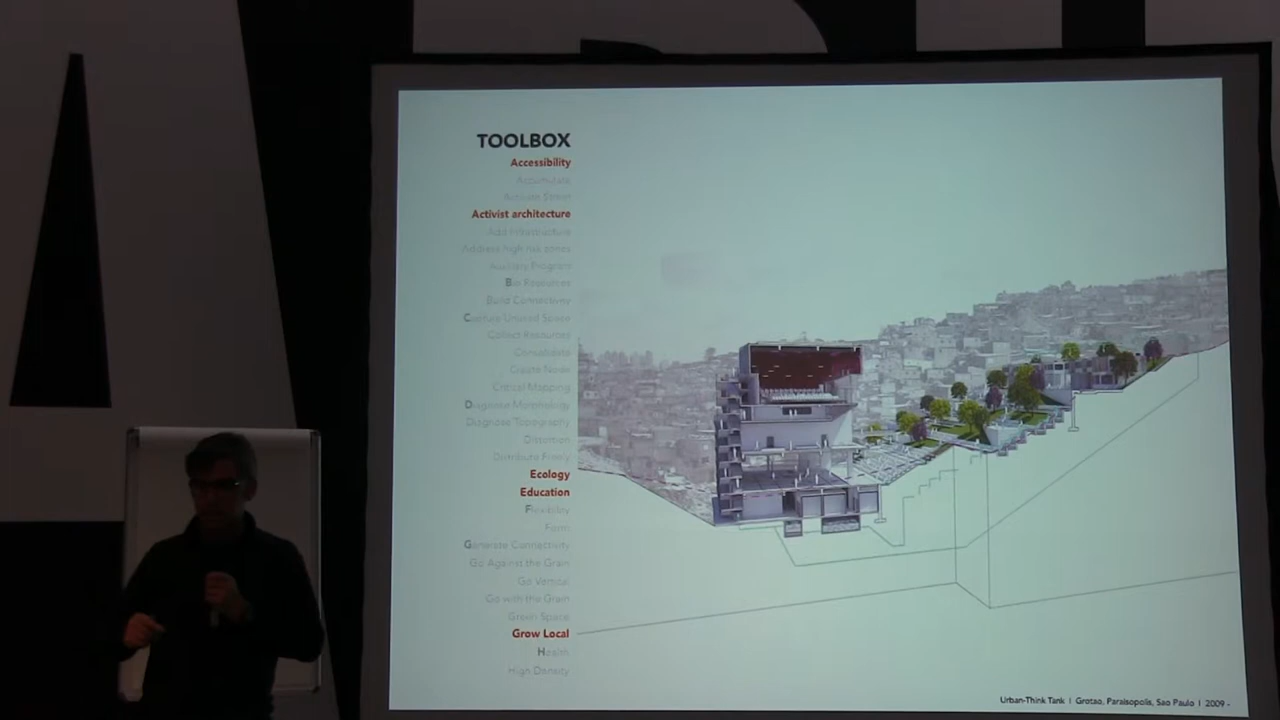 TOOLBOX
Accessibility
Accumulate
Activate Street
Activist architecture
Add Infrastructure
Address high risk zones
Auxiliary Program
Bio Resources
Build Connectivity
Capture Unused Space
Collect Resources
Consolidate
Create Node
Critical Mapping
Diagnose Morphology
Diagnose Topography
Distortion
Distribute Firmly
Ecology
Education
Flexibility
Form
Generate Connectivity
Go Against the Grain
Go Vertical
Go with the Grain
Green Space
Grow Local
Health
High Density
Urban-Think Tank | Grotao, Paraisopolis, Sao Paulo | 2009 -